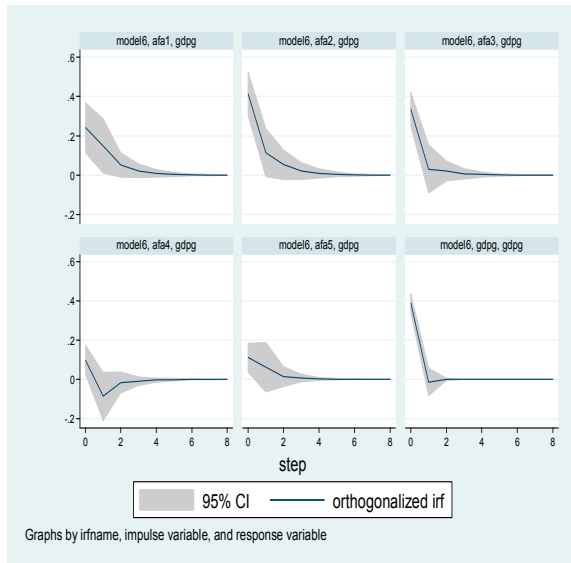 model6, afa1, gdpg
model6, afa2, gdpg
model6, afa3, gdpg
.6
.4
.2
0
-.2
model6, afa4, gdpg
model6, afa5, gdpg
model6, gdpg, gdpg
.6
.4
.2
0
-.2
0 2 4 6 8
0 2 4 6 8
0 2 4 6 8
step
95% CI
orthogonalized irf
Graphs by irfname, impulse variable, and response variable